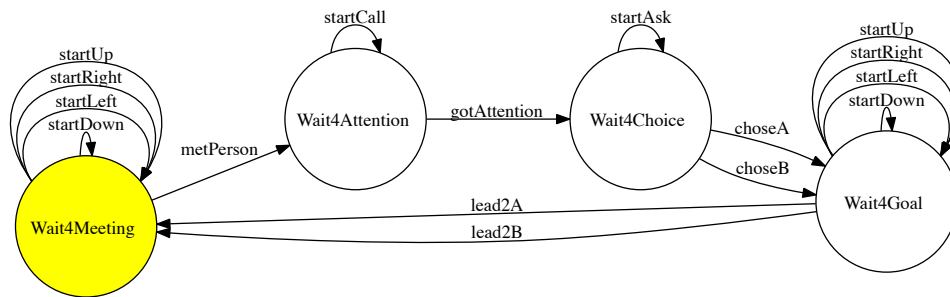 startCall
startAsk
startUp
startRight
startLeft
startDown
startUp
startRight
startLeft
startDown
Wait4Attention
gotAttention
Wait4Choice
metPerson
choseA
choseB
Wait4Meeting
lead2A
lead2B
Wait4Goal